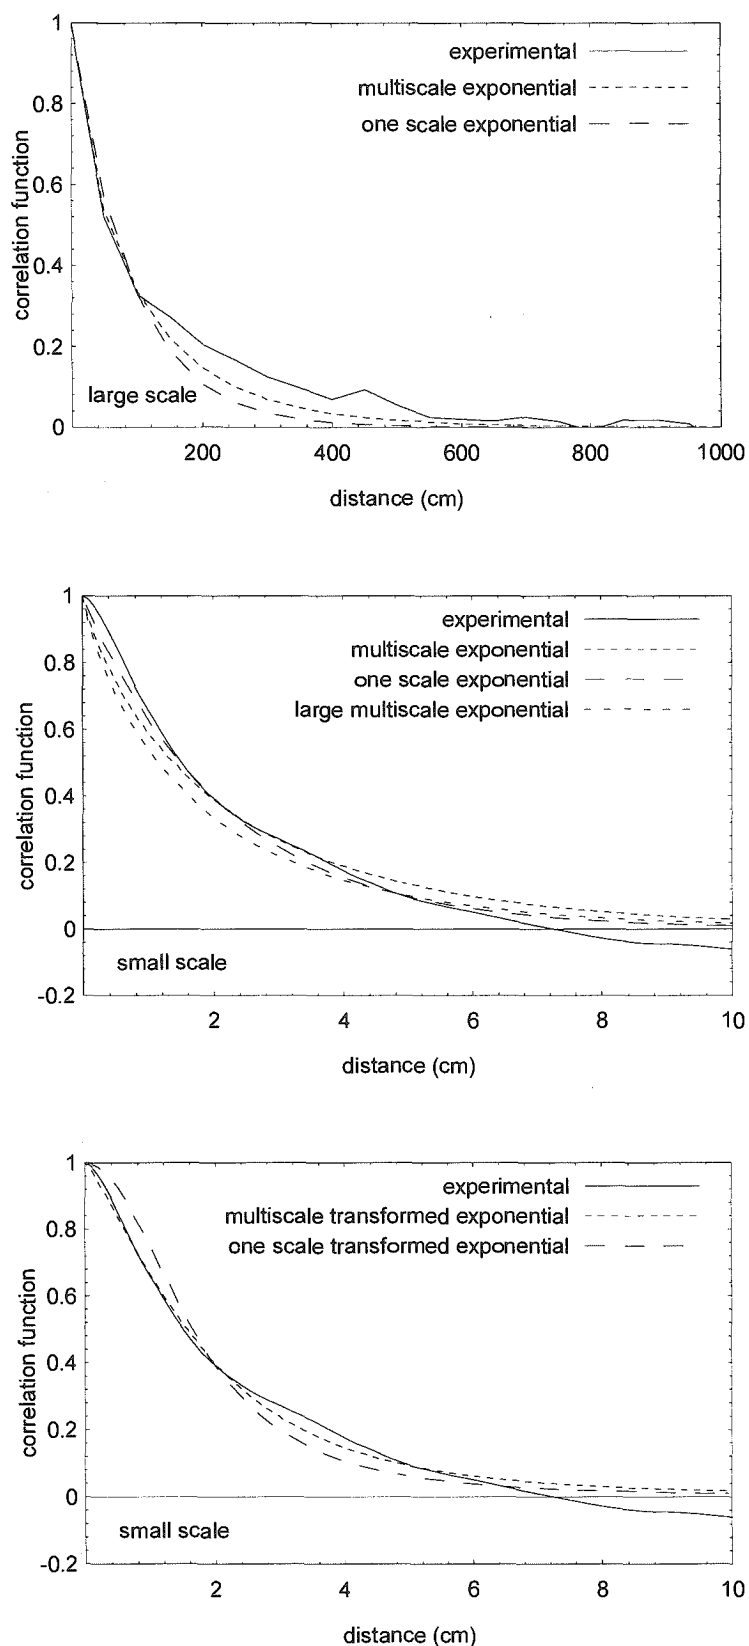 1
0.8
0.6
0.4
0.2
0
correlation function
experimental
multiscale exponential
one scale exponential
large scale
200
400
600
800
1000
distance (cm)
1
0.8
0.6
0.4
0.2
0
-0.2
correlation function
experimental
multiscale exponential
one scale exponential
large multiscale exponential
small scale
2
4
6
8
10
distance (cm)
1
0.8
0.6
0.4
0.2
0
-0.2
correlation function
experimental
multiscale transformed exponential
one scale transformed exponential
small scale
2
4
6
8
10
distance (cm)